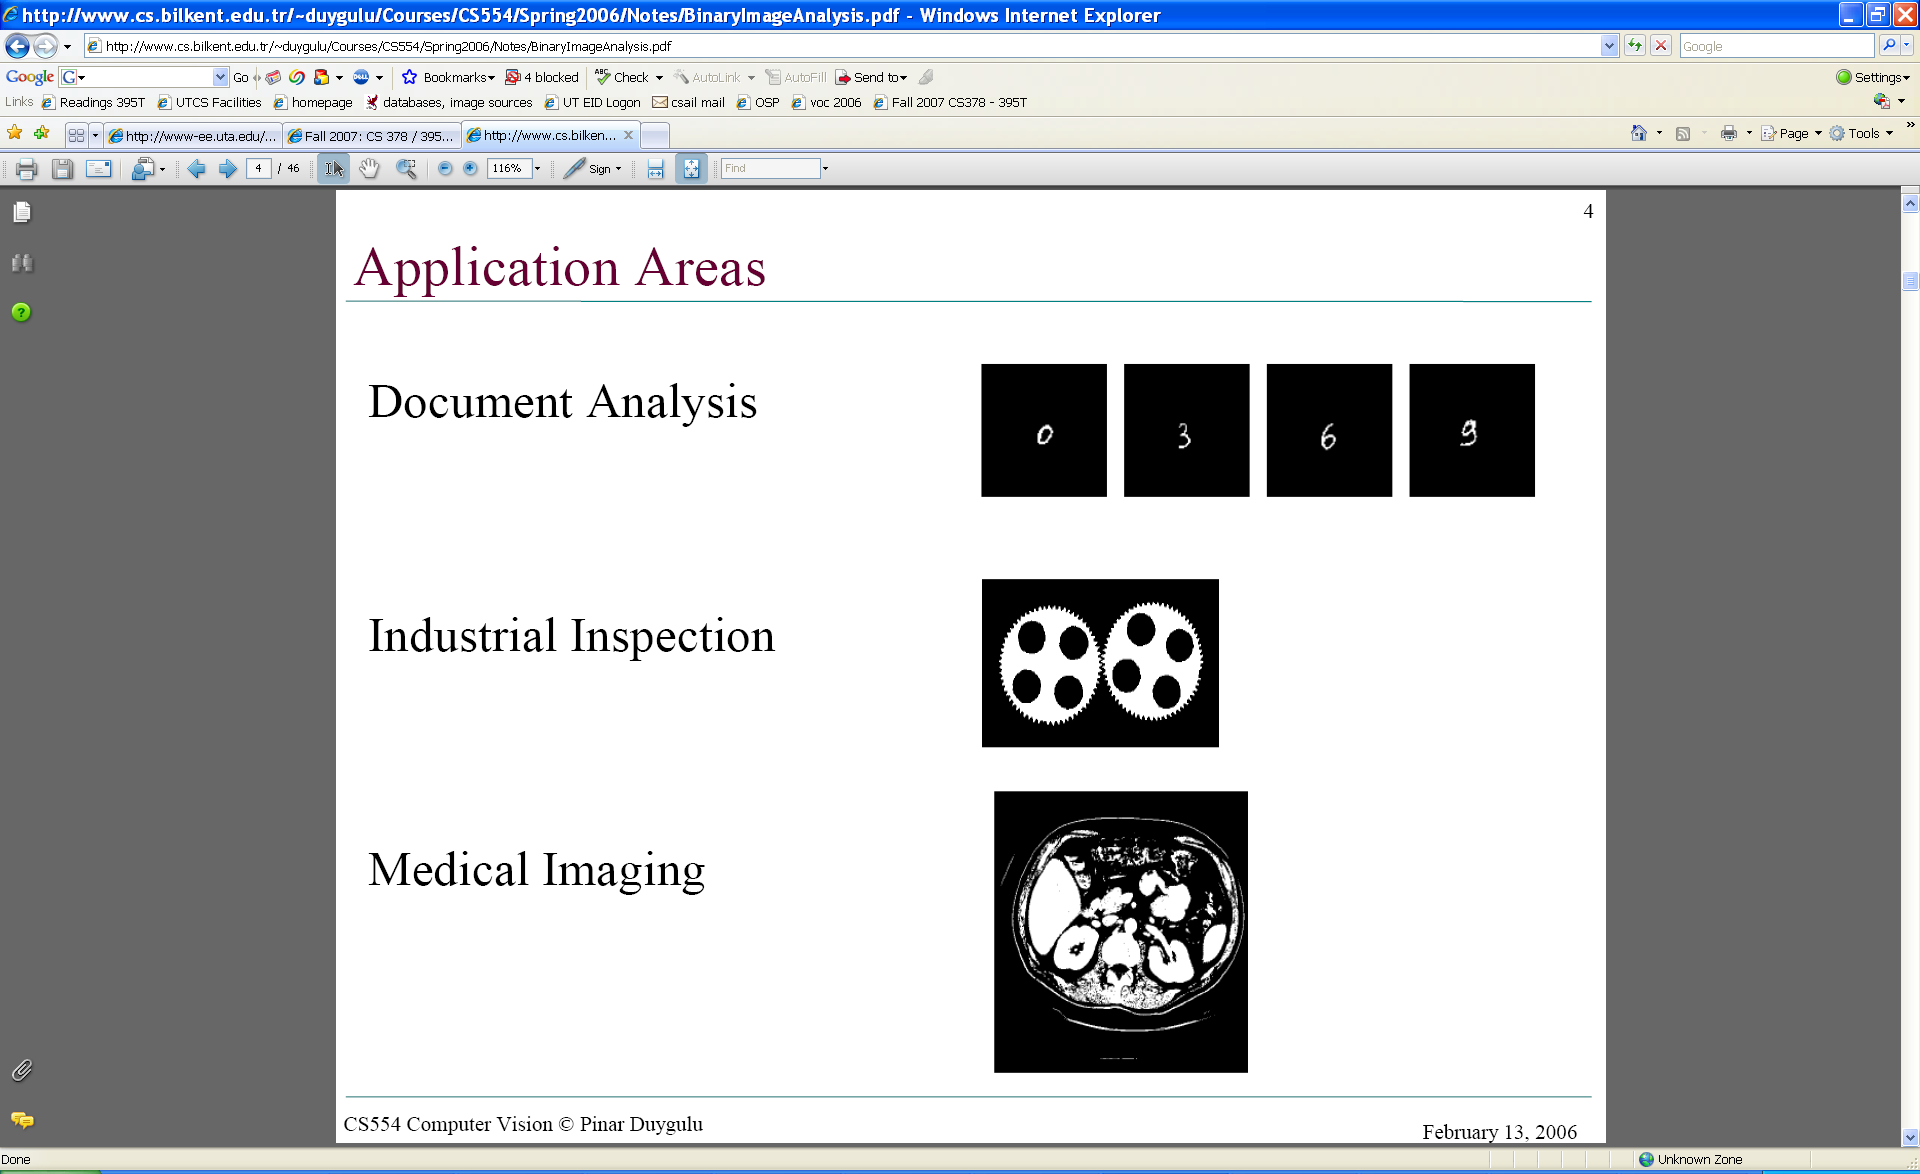 http://www.cs.bilkent.edu.tr/~duygulu/Courses/CS554/Spring2006/Notes/BinaryImageAnalysis.pdf - Windows Internet Explorer
http://www.cs.bilkent.edu.tr/~duygulu/Courses/CS554/Spring2006/Notes/BinaryImageAnalysis.pdf Google
Google G Go Bookmarks 4 blocked ABC Check AutoLink AutoFill Send to Settings
Links Readings 395T UTCS Facilities homepage databases, image sources UT EID Logon csail mail OSP voc 2006 Fall 2007 CS378 - 395T
http://www-ee.uta.edu/... Fall 2007: CS 378 / 395... http://www.cs.bilken... Page Tools
4 / 46 116% Sign Find
4
Application Areas
Document Analysis
0 3 6 9
Industrial Inspection
Medical Imaging
CS554 Computer Vision © Pinar Duygulu
February 13, 2006
Done Unknown Zone